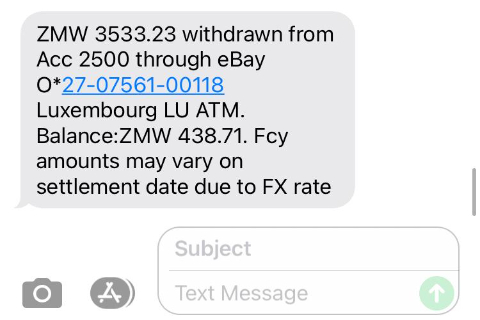 ZMW 3533.23 withdrawn from
Acc 2500 through eBay
O*27-07561-00118
Luxembourg LU ATM.
Balance:ZMW 438.71. Fcy
amounts may vary on
settlement date due to FX rate
Subject
Text Message